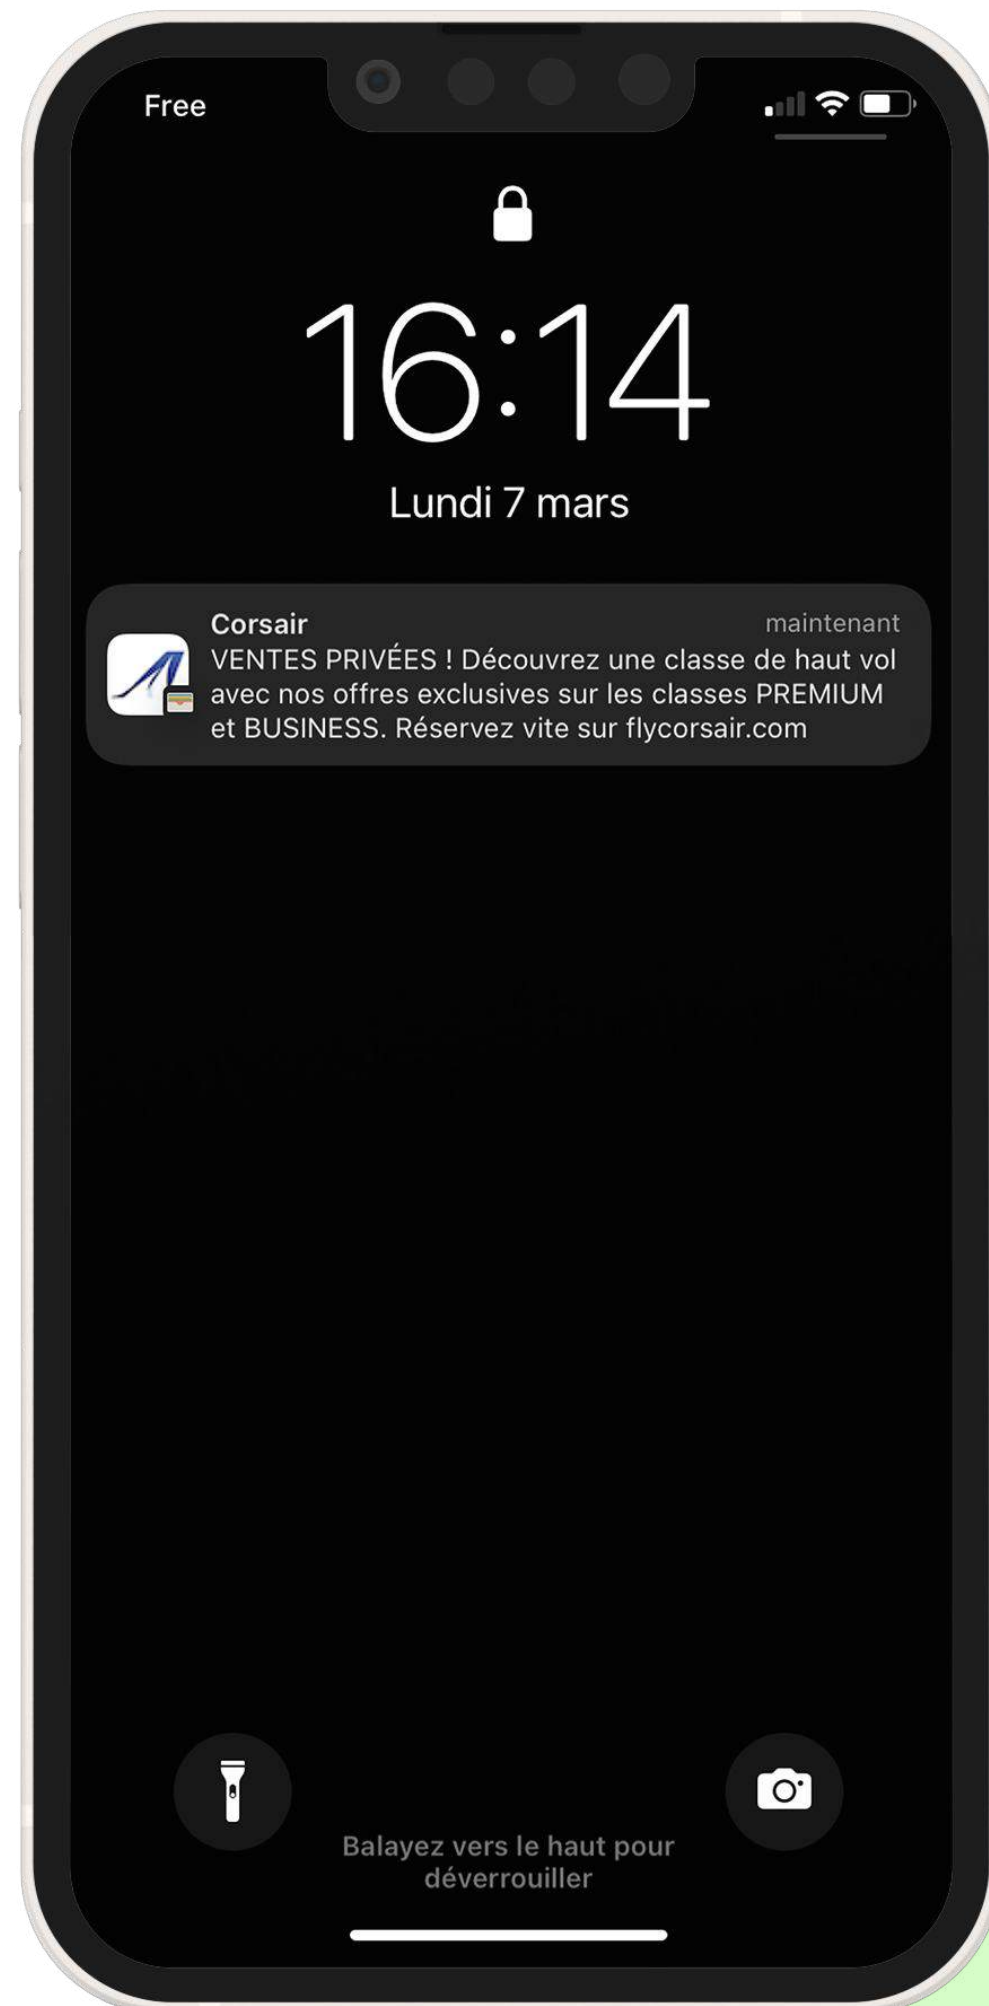 Free
16:14
Lundi 7 mars
Corsair
maintenant
VENTES PRIVÉES ! Découvrez une classe de haut vol
avec nos offres exclusives sur les classes PREMIUM
et BUSINESS. Réservez vite sur flycorsair.com
Balayez vers le haut pour
déverrouiller